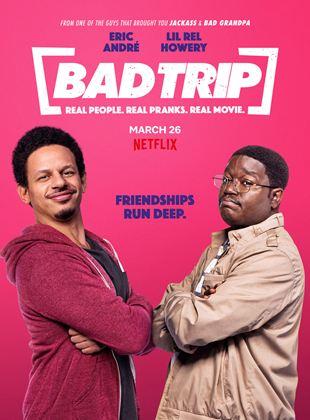 FROM ONE OF THE GUYS THAT BROUGHT YOU JACKASS & BAD GRANDPA
ERIC LIL REL
ANDRÉ HOWERY
BAD TRIP
REAL PEOPLE. REAL PRANKS. REAL MOVIE.
MARCH 26
NETFLIX
FRIENDSHIPS
RUN DEEP.